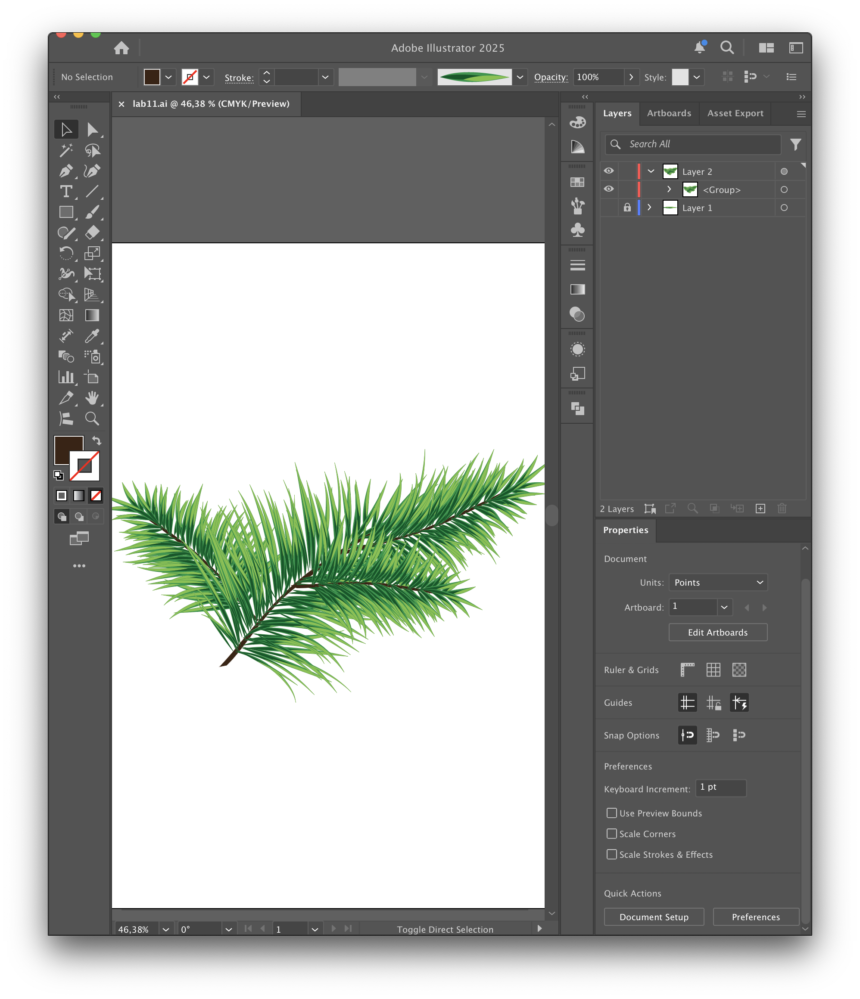 Adobe Illustrator 2025
No Selection
Stroke:
Opacity: 100%
Style:
lab11.ai @ 46,38 % (CMYK/Preview)
Layers Artboards Asset Export
Search All
Layer 2
<Group>
Layer 1
2 Layers
Properties
Document
Units: Points
Artboard: 1
Edit Artboards
Ruler & Grids
Guides
Snap Options
Preferences
Keyboard Increment: 1 pt
Use Preview Bounds
Scale Corners
Scale Strokes & Effects
Quick Actions
Document Setup Preferences
46,38% 0° 1 Toggle Direct Selection